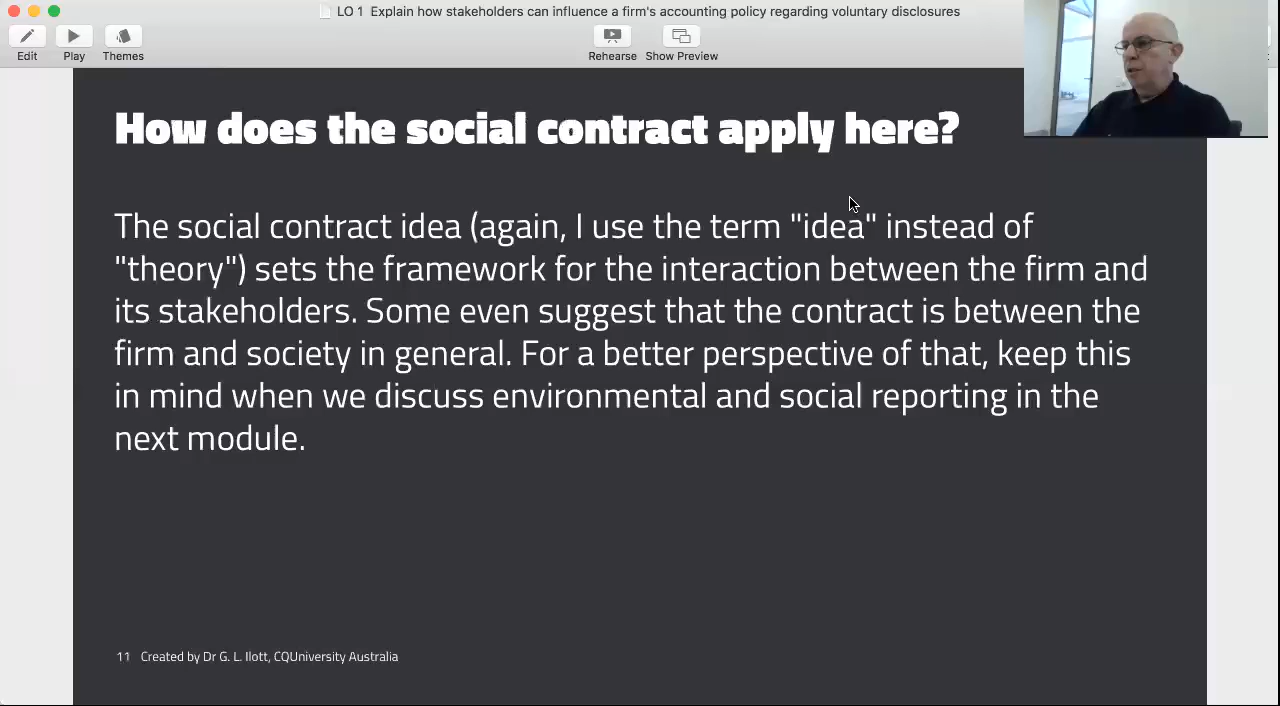 LO 1 Explain how stakeholders can influence a firm's accounting policy regarding voluntary disclosures
Edit Play Themes Rehearse Show Preview
How does the social contract apply here?
The social contract idea (again, I use the term "idea" instead of
"theory") sets the framework for the interaction between the firm and
its stakeholders. Some even suggest that the contract is between the
firm and society in general. For a better perspective of that, keep this
in mind when we discuss environmental and social reporting in the
next module.
11 Created by Dr G. L. Ilott, CQUniversity Australia